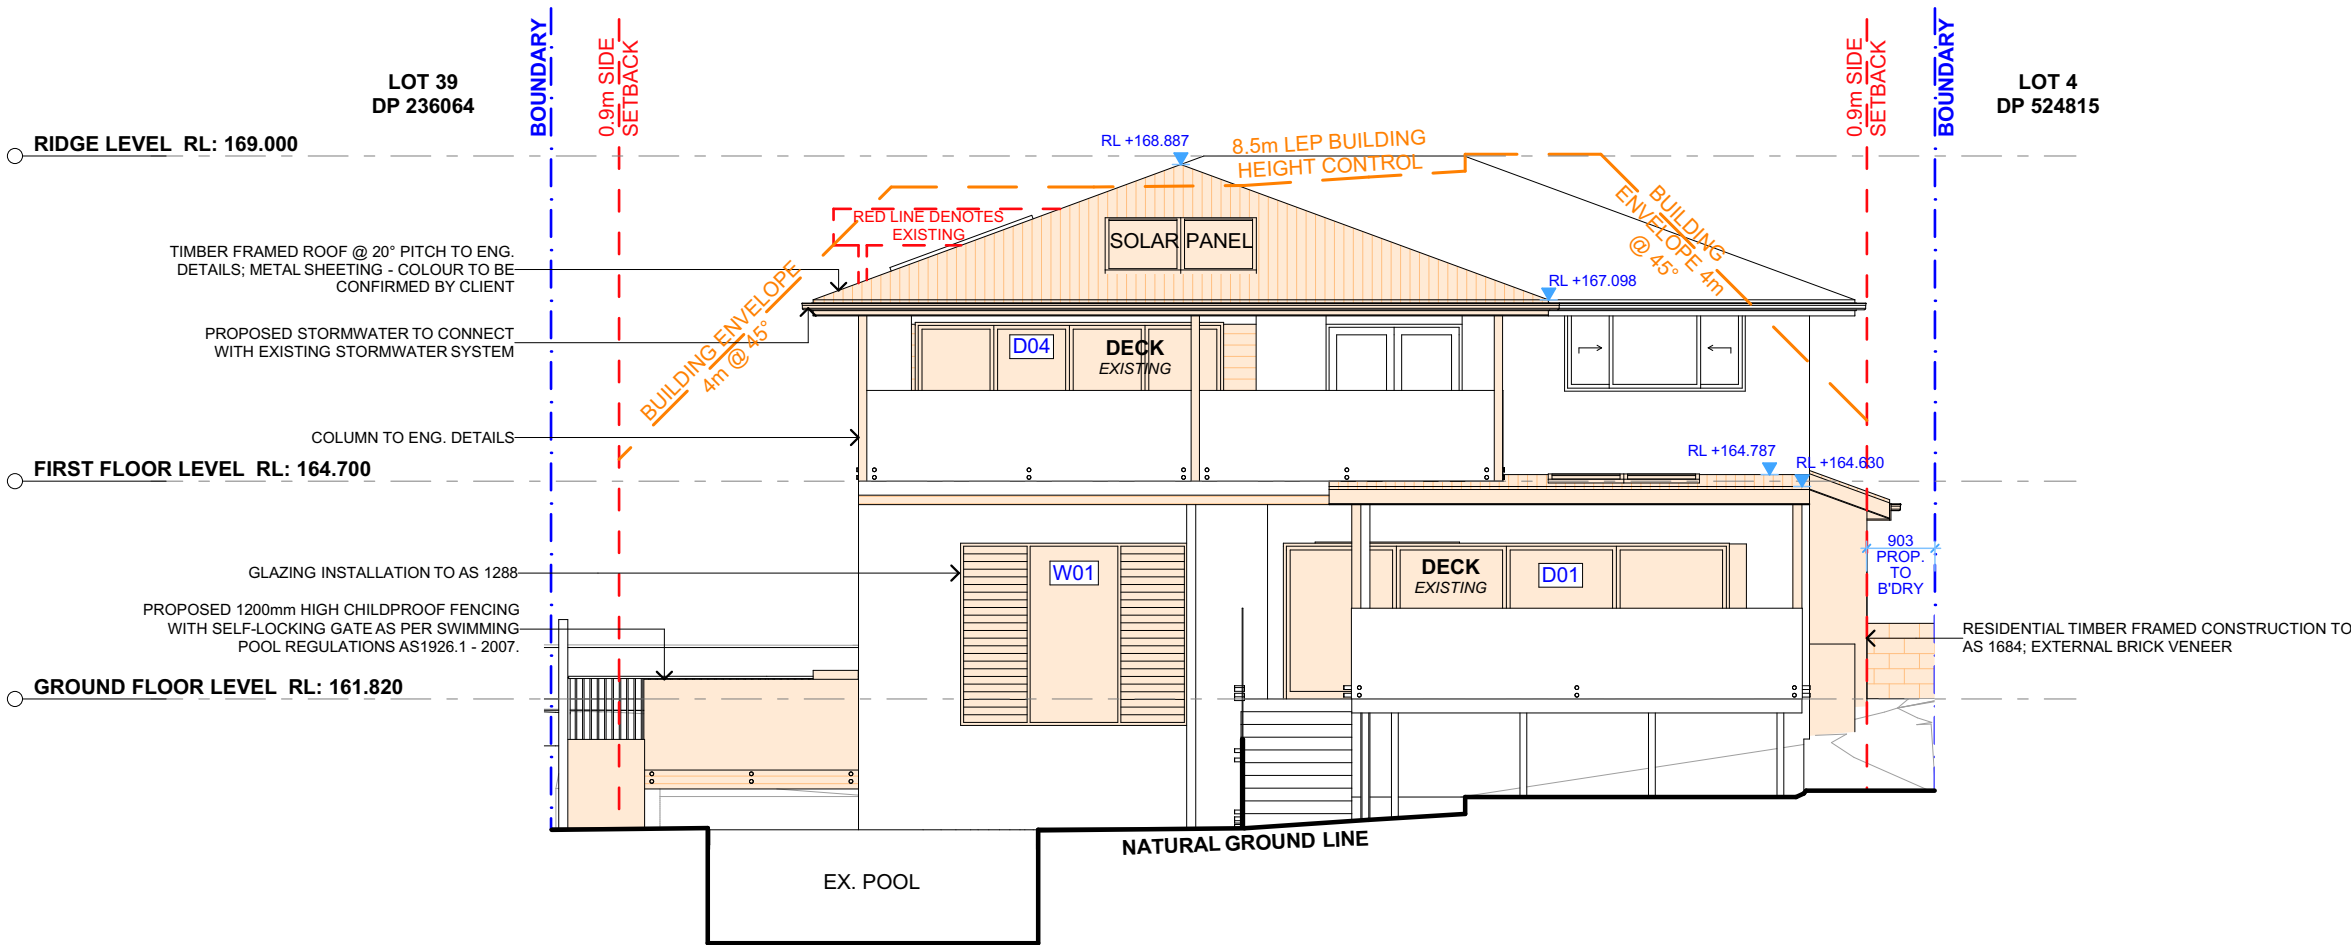 LOT 39
DP 236064
BOUNDARY
0.9m SIDE
SETBACK
0.9m SIDE
SETBACK
BOUNDARY
LOT 4
DP 524815
RIDGE LEVEL  RL: 169.000
RL +168.887
8.5m LEP BUILDING
HEIGHT CONTROL
BUILDING
ENVELOPE 4m
@ 45°
RED LINE DENOTES
EXISTING
SOLAR PANEL
TIMBER FRAMED ROOF @ 20° PITCH TO ENG.
DETAILS; METAL SHEETING - COLOUR TO BE
CONFIRMED BY CLIENT
RL +167.098
BUILDING ENVELOPE
4m @ 45°
PROPOSED STORMWATER TO CONNECT
WITH EXISTING STORMWATER SYSTEM
D04
DECK
EXISTING
COLUMN TO ENG. DETAILS
RL +164.787
RL +164.630
FIRST FLOOR LEVEL  RL: 164.700
903
PROP.
TO
B'DRY
GLAZING INSTALLATION TO AS 1288
W01
DECK
EXISTING
D01
PROPOSED 1200mm HIGH CHILDPROOF FENCING
WITH SELF-LOCKING GATE AS PER SWIMMING
POOL REGULATIONS AS1926.1 - 2007.
RESIDENTIAL TIMBER FRAMED CONSTRUCTION TO
AS 1684; EXTERNAL BRICK VENEER
GROUND FLOOR LEVEL  RL: 161.820
NATURAL GROUND LINE
EX. POOL